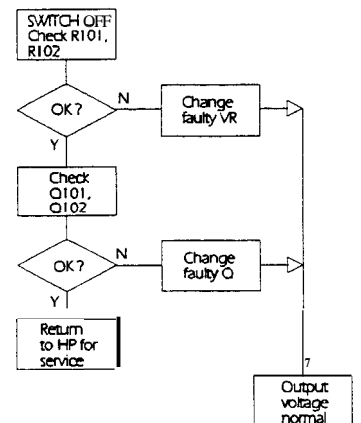 SWITCH OFF
Check R101,
R102
OK?
N
Change
faulty VR
Y
Check
Q101,
Q102
OK?
N
Change
faulty Q
Y
Return
to HP for
service
7
Output
voltage
normal